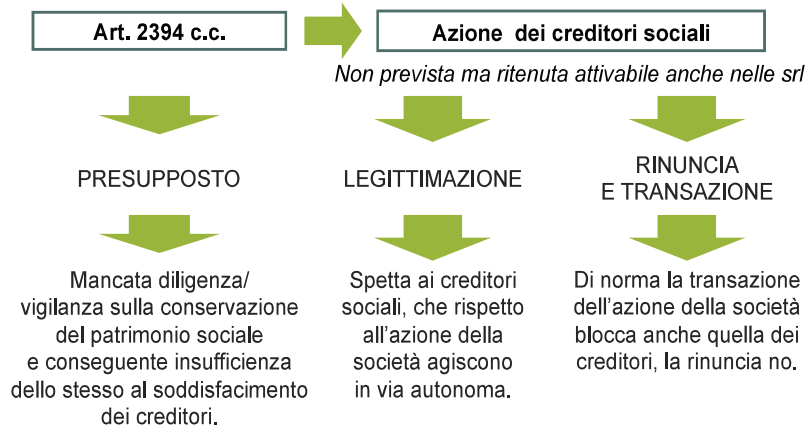 Art. 2394 c.c.
Azione dei creditori sociali
Non prevista ma ritenuta attivabile anche nelle srl
PRESUPPOSTO
Mancata diligenza/
vigilanza sulla conservazione
del patrimonio sociale
e conseguente insufficienza
dello stesso al soddisfacimento
dei creditori.
LEGITTIMAZIONE
Spetta ai creditori
sociali, che rispetto
all'azione della
società agiscono
in via autonoma.
RINUNCIA
E TRANSAZIONE
Di norma la transazione
dell'azione della società
blocca anche quella dei
creditori, la rinuncia no.